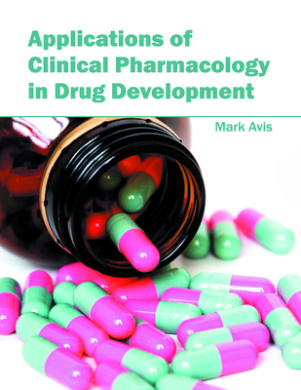 Applications of
Clinical Pharmacology
in Drug Development
Mark Avis